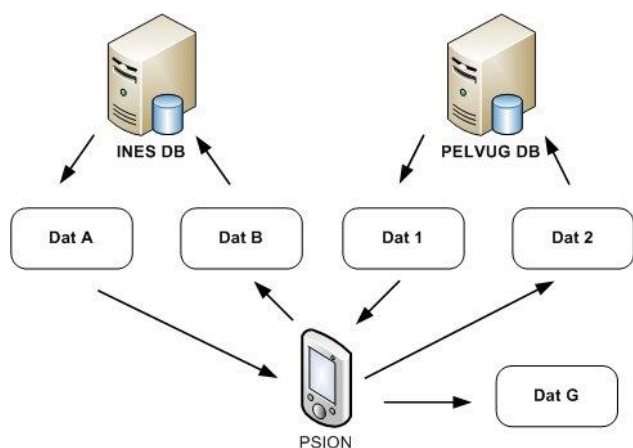 INES DB
PELVUG DB
Dat A
Dat B
Dat 1
Dat 2
Dat G
PSION